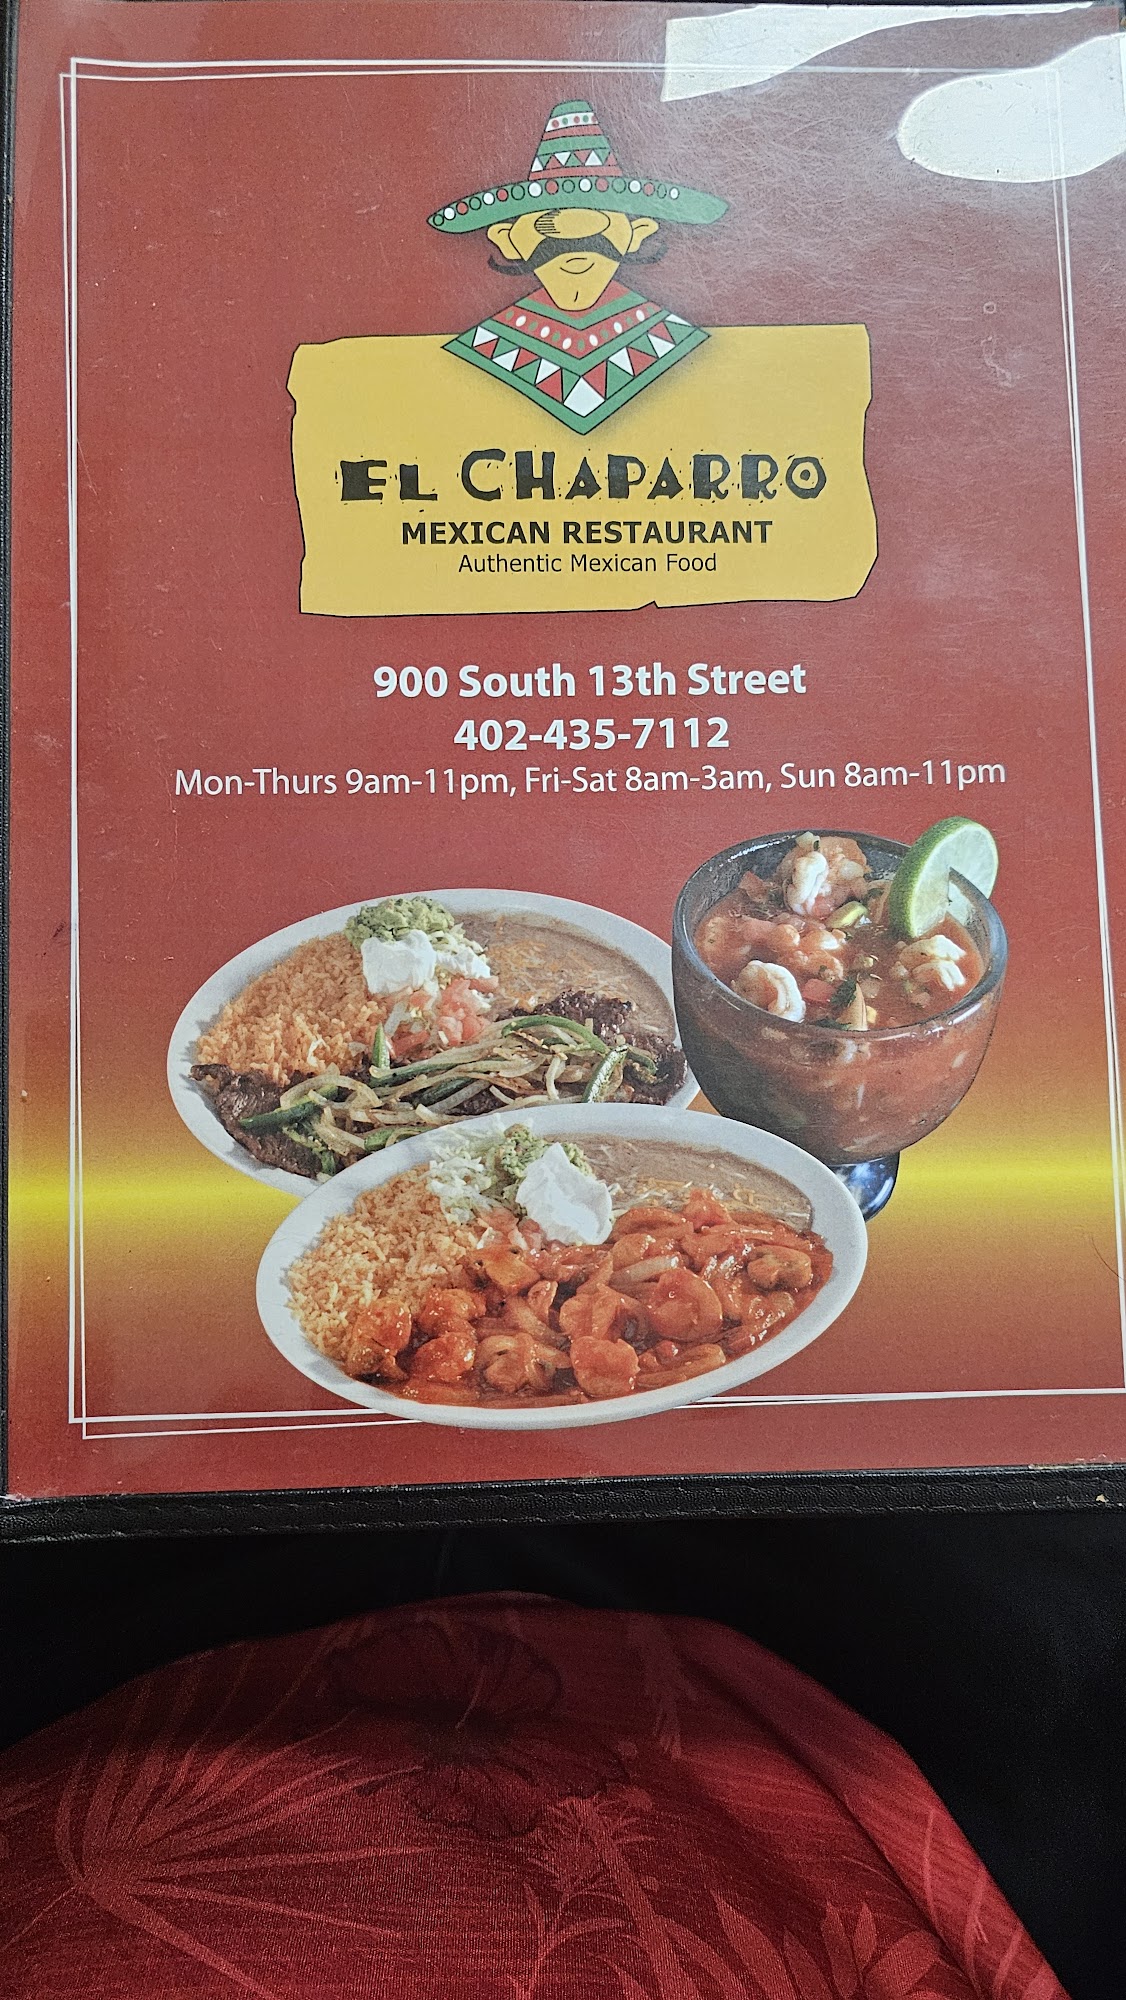 EL CHAPARRO
MEXICAN RESTAURANT
Authentic Mexican Food
900 South 13th Street
402-435-7112
Mon-Thurs 9am-11pm, Fri-Sat 8am-3am, Sun 8am-11pm